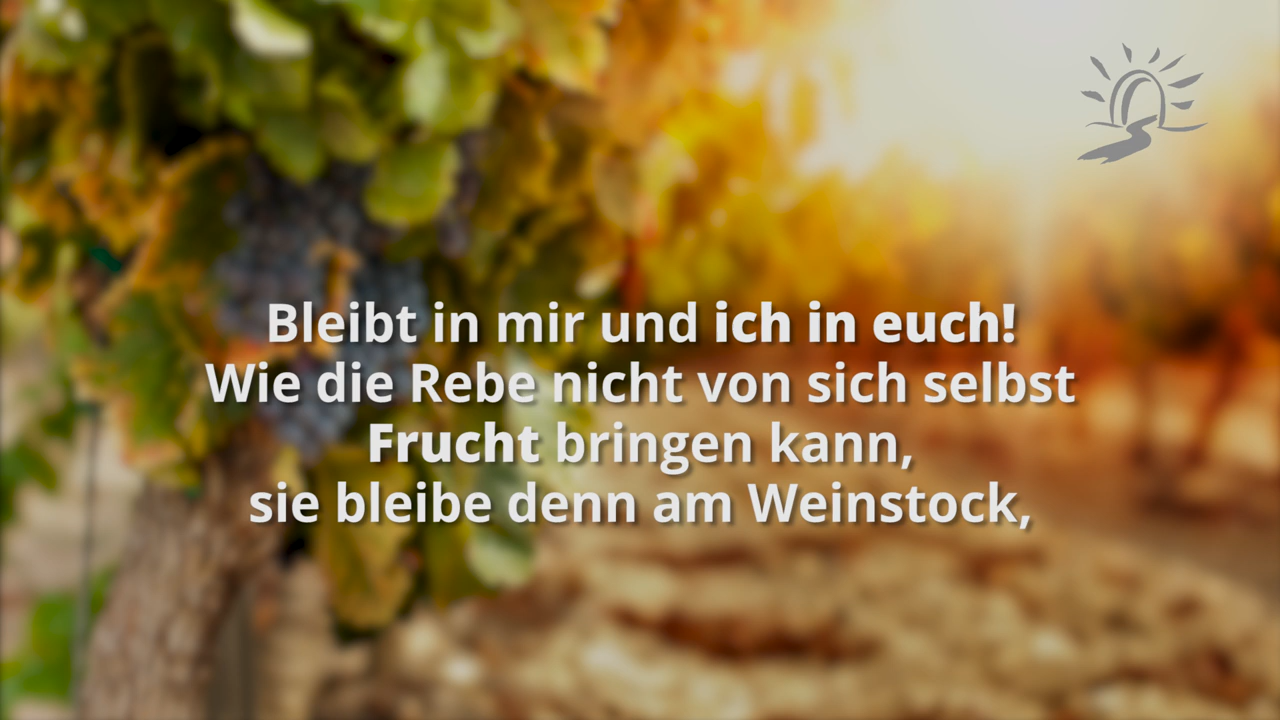 Bleibt in mir und ich in euch!
Wie die Rebe nicht von sich selbst
Frucht bringen kann,
sie bleibe denn am Weinstock,